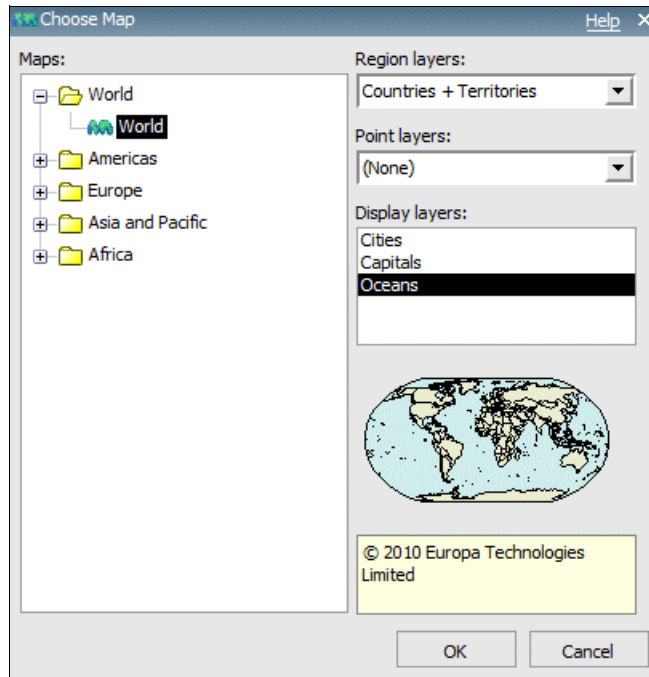 Choose Map
Help
Maps:
World
World
Americas
Europe
Asia and Pacific
Africa
Region layers:
Countries + Territories
Point layers:
(None)
Display layers:
Cities
Capitals
Oceans
© 2010 Europa Technologies
Limited
OK
Cancel